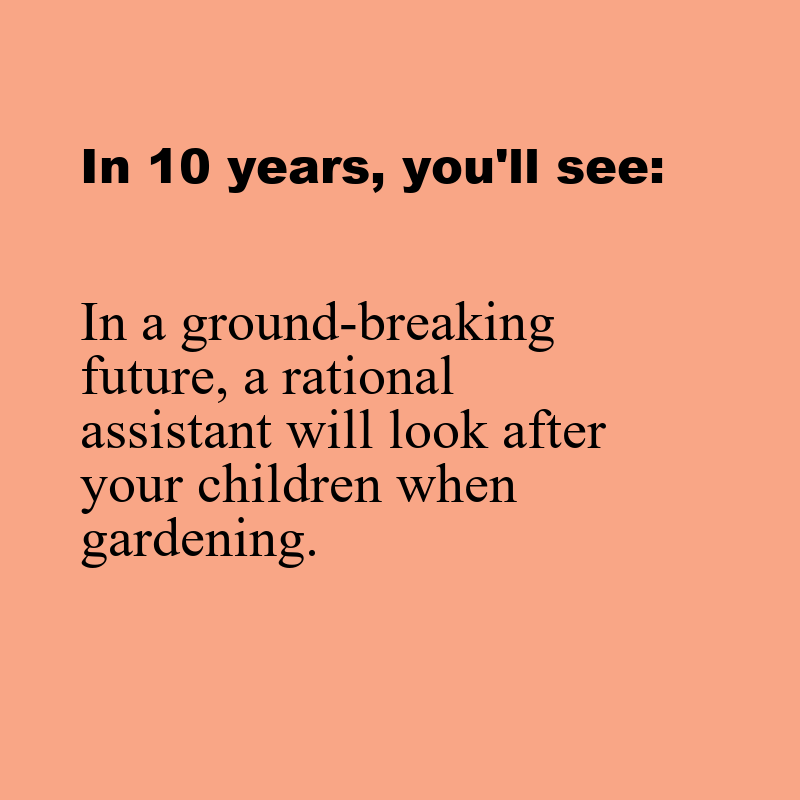 In 10 years, you'll see:
In a ground-breaking
future, a rational
assistant will look after
your children when
gardening.